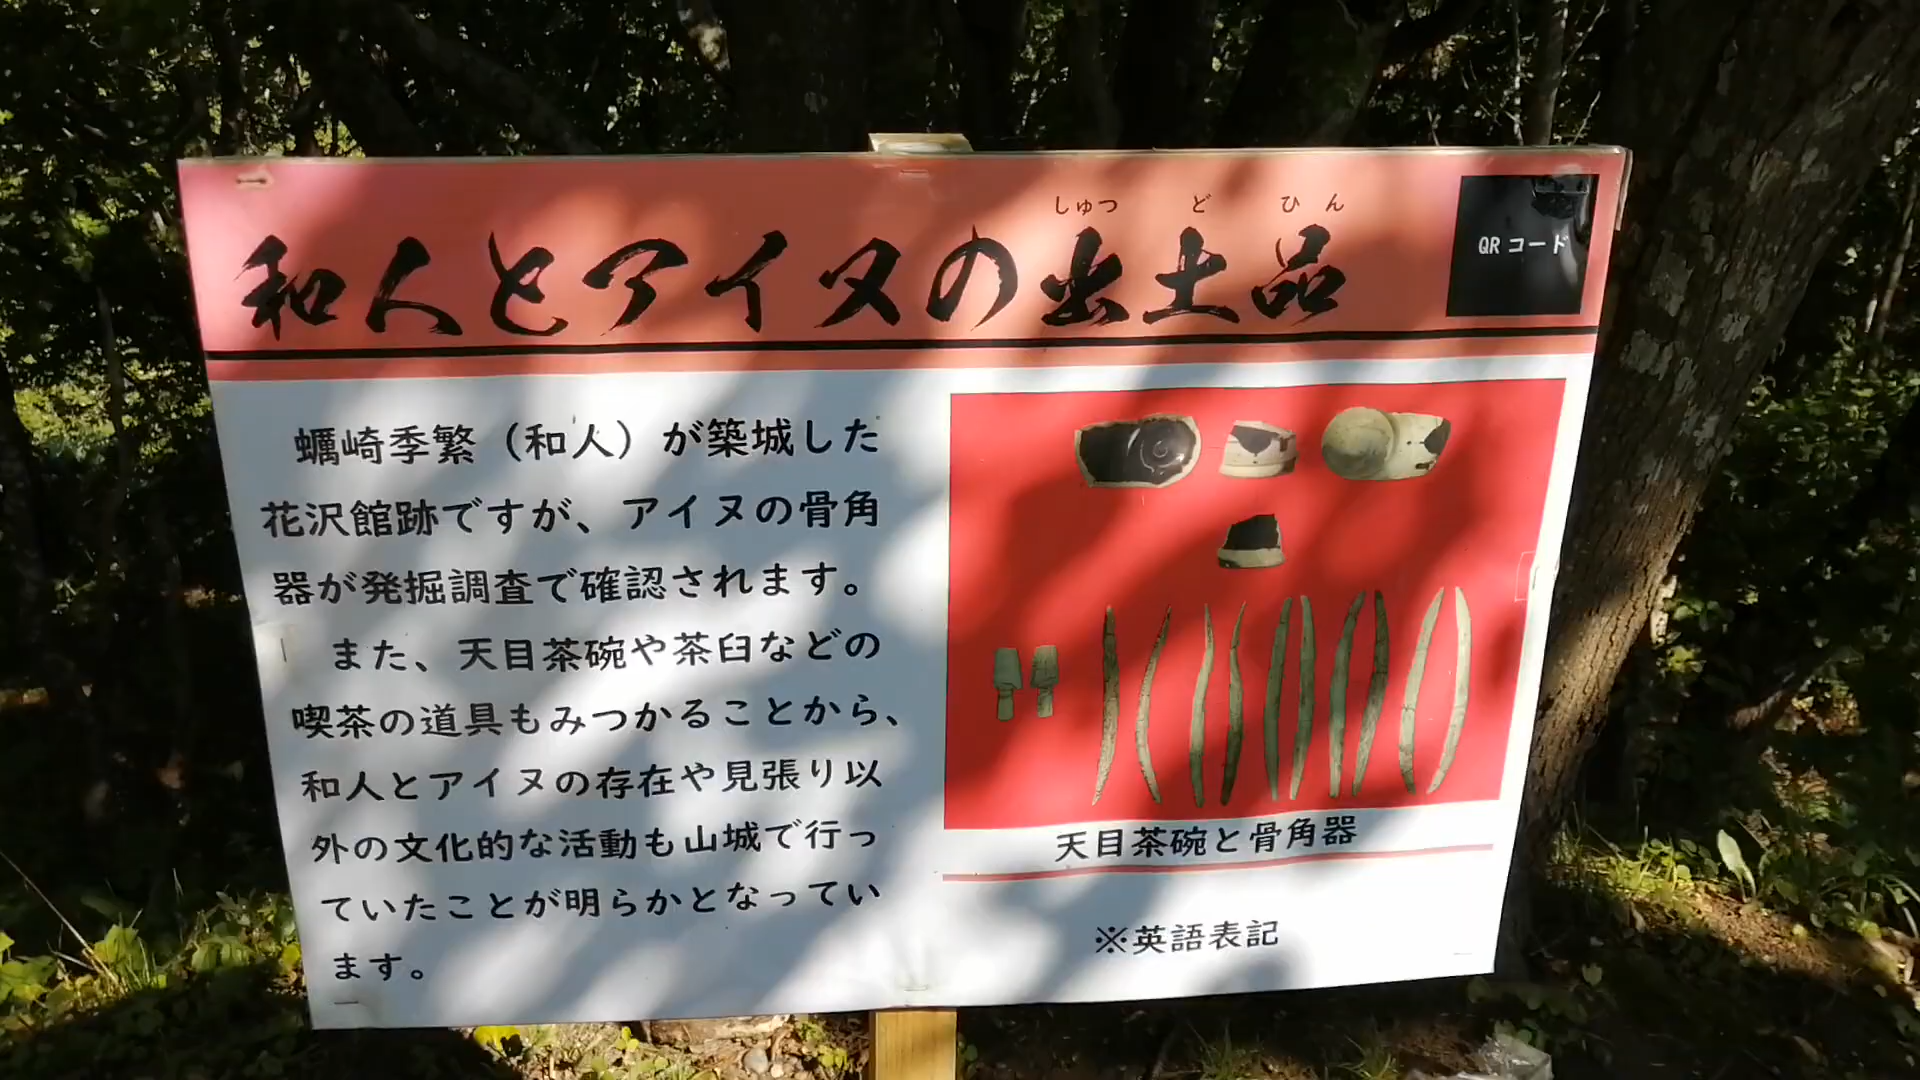 しゅつ ど ひん
和人とアイヌの出土品
QRコード
蠣崎季繁（和人）が築城した
花沢館跡ですが、アイヌの骨角
器が発掘調査で確認されます。
また、天目茶碗や茶臼などの
喫茶の道具もみつかることから、
和人とアイヌの存在や見張り以
外の文化的な活動も山城で行っ
ていたことが明らかとなってい
ます。
天目茶碗と骨角器
※英語表記